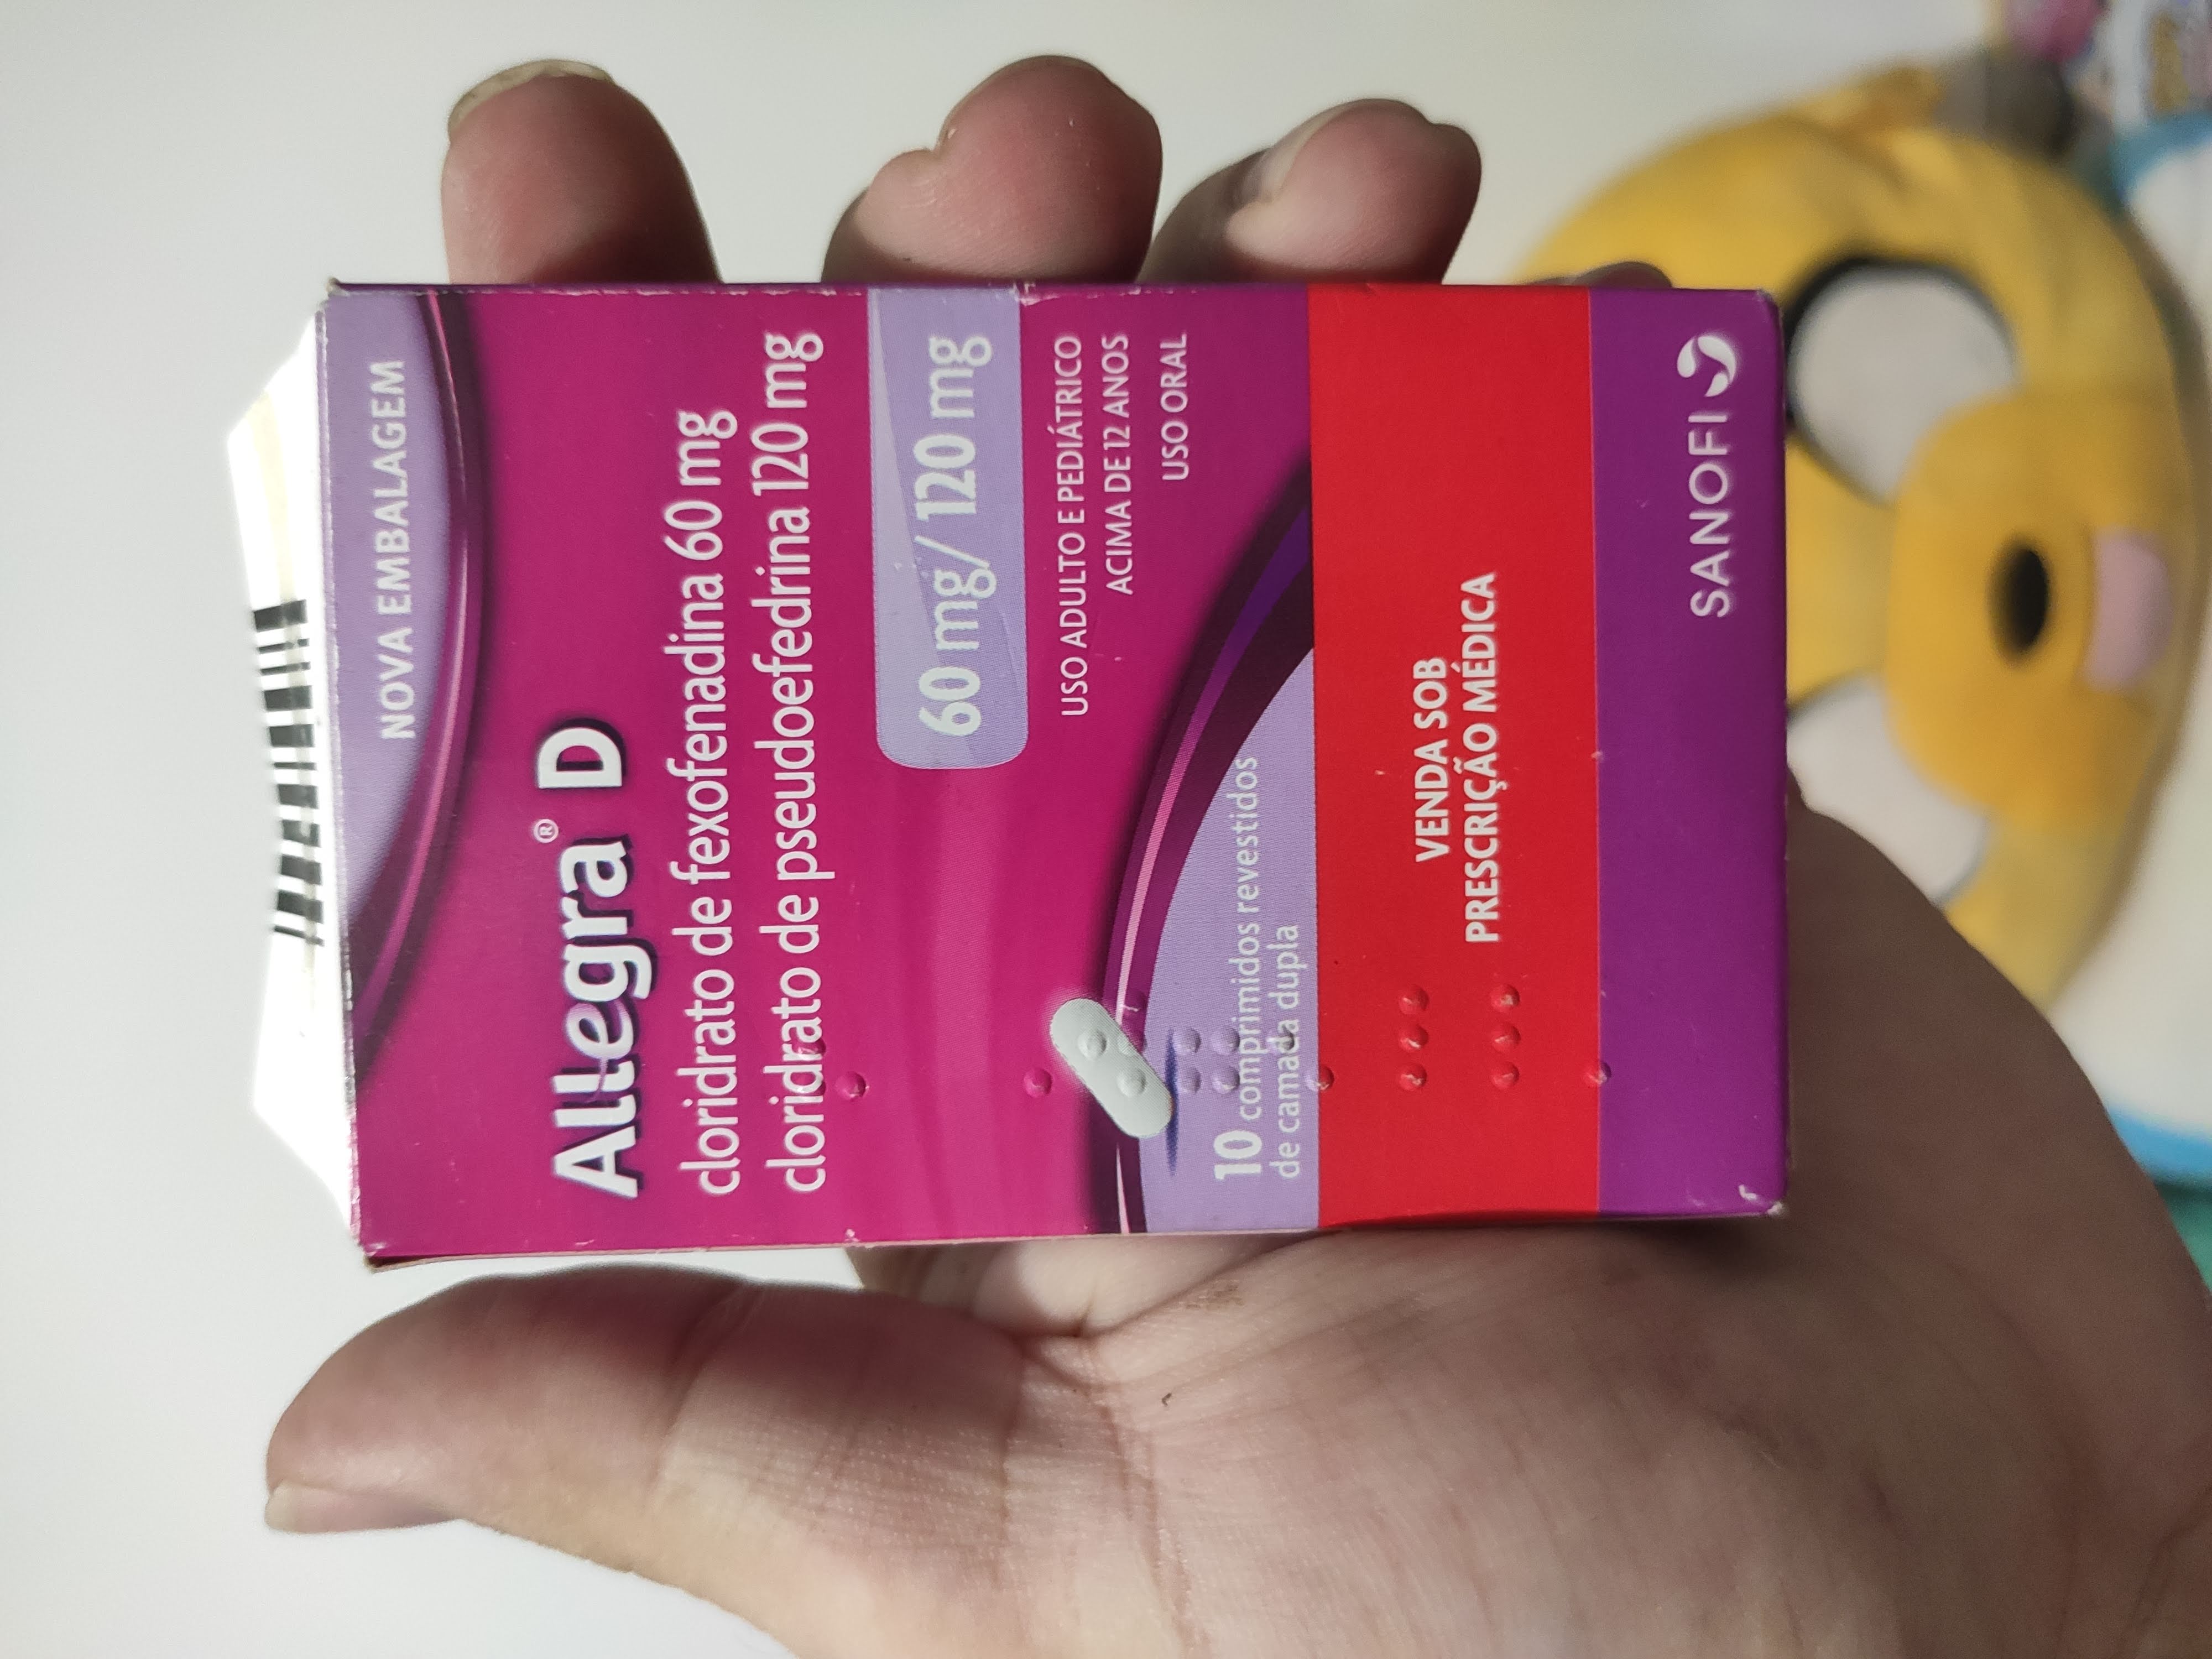 NOVA EMBALAGEM
Allegra® D
cloridrato de fexofenadina 60 mg
cloridrato de pseudoefedrina 120 mg
60 mg/ 120 mg
USO ADULTO E PEDIÁTRICO
ACIMA DE 12 ANOS
USO ORAL
10 comprimidos revestidos
de camada dupla
VENDA SOB
PRESCRIÇÃO MÉDICA
SANOFI